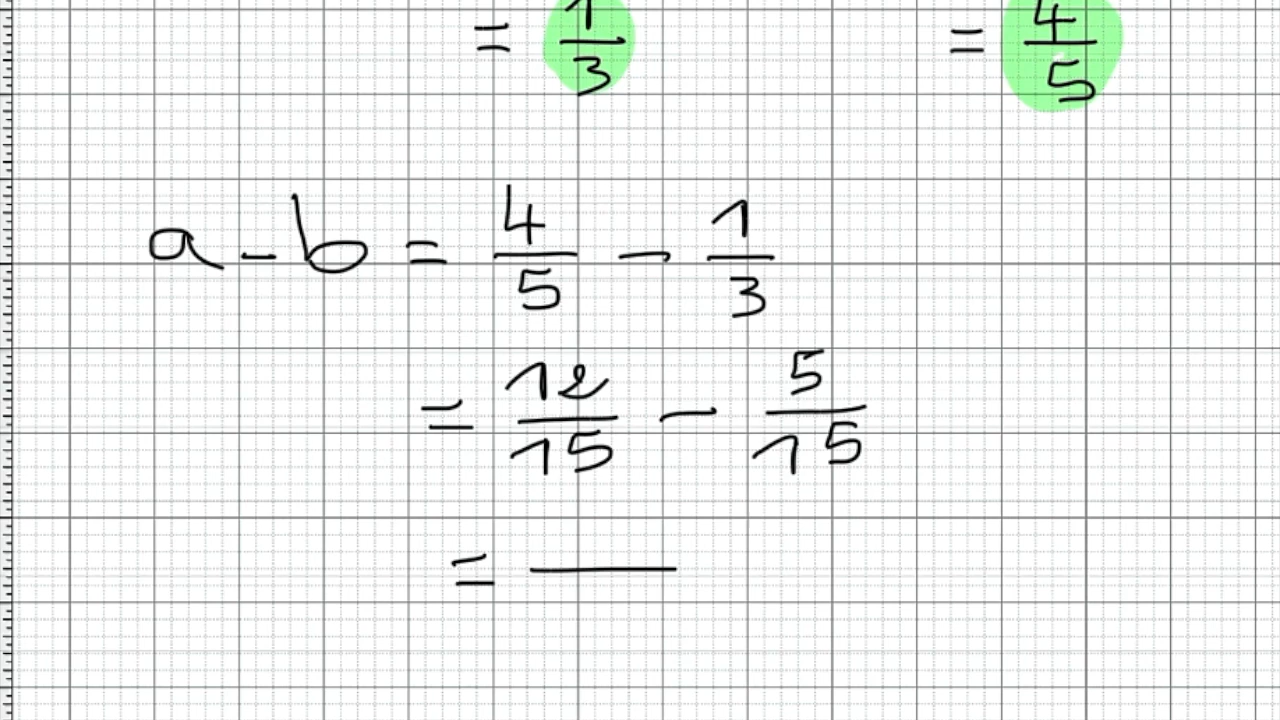 = 1/3 = 4/5
a - b = 4/5 - 1/3
= 12/15 - 5/15
= —